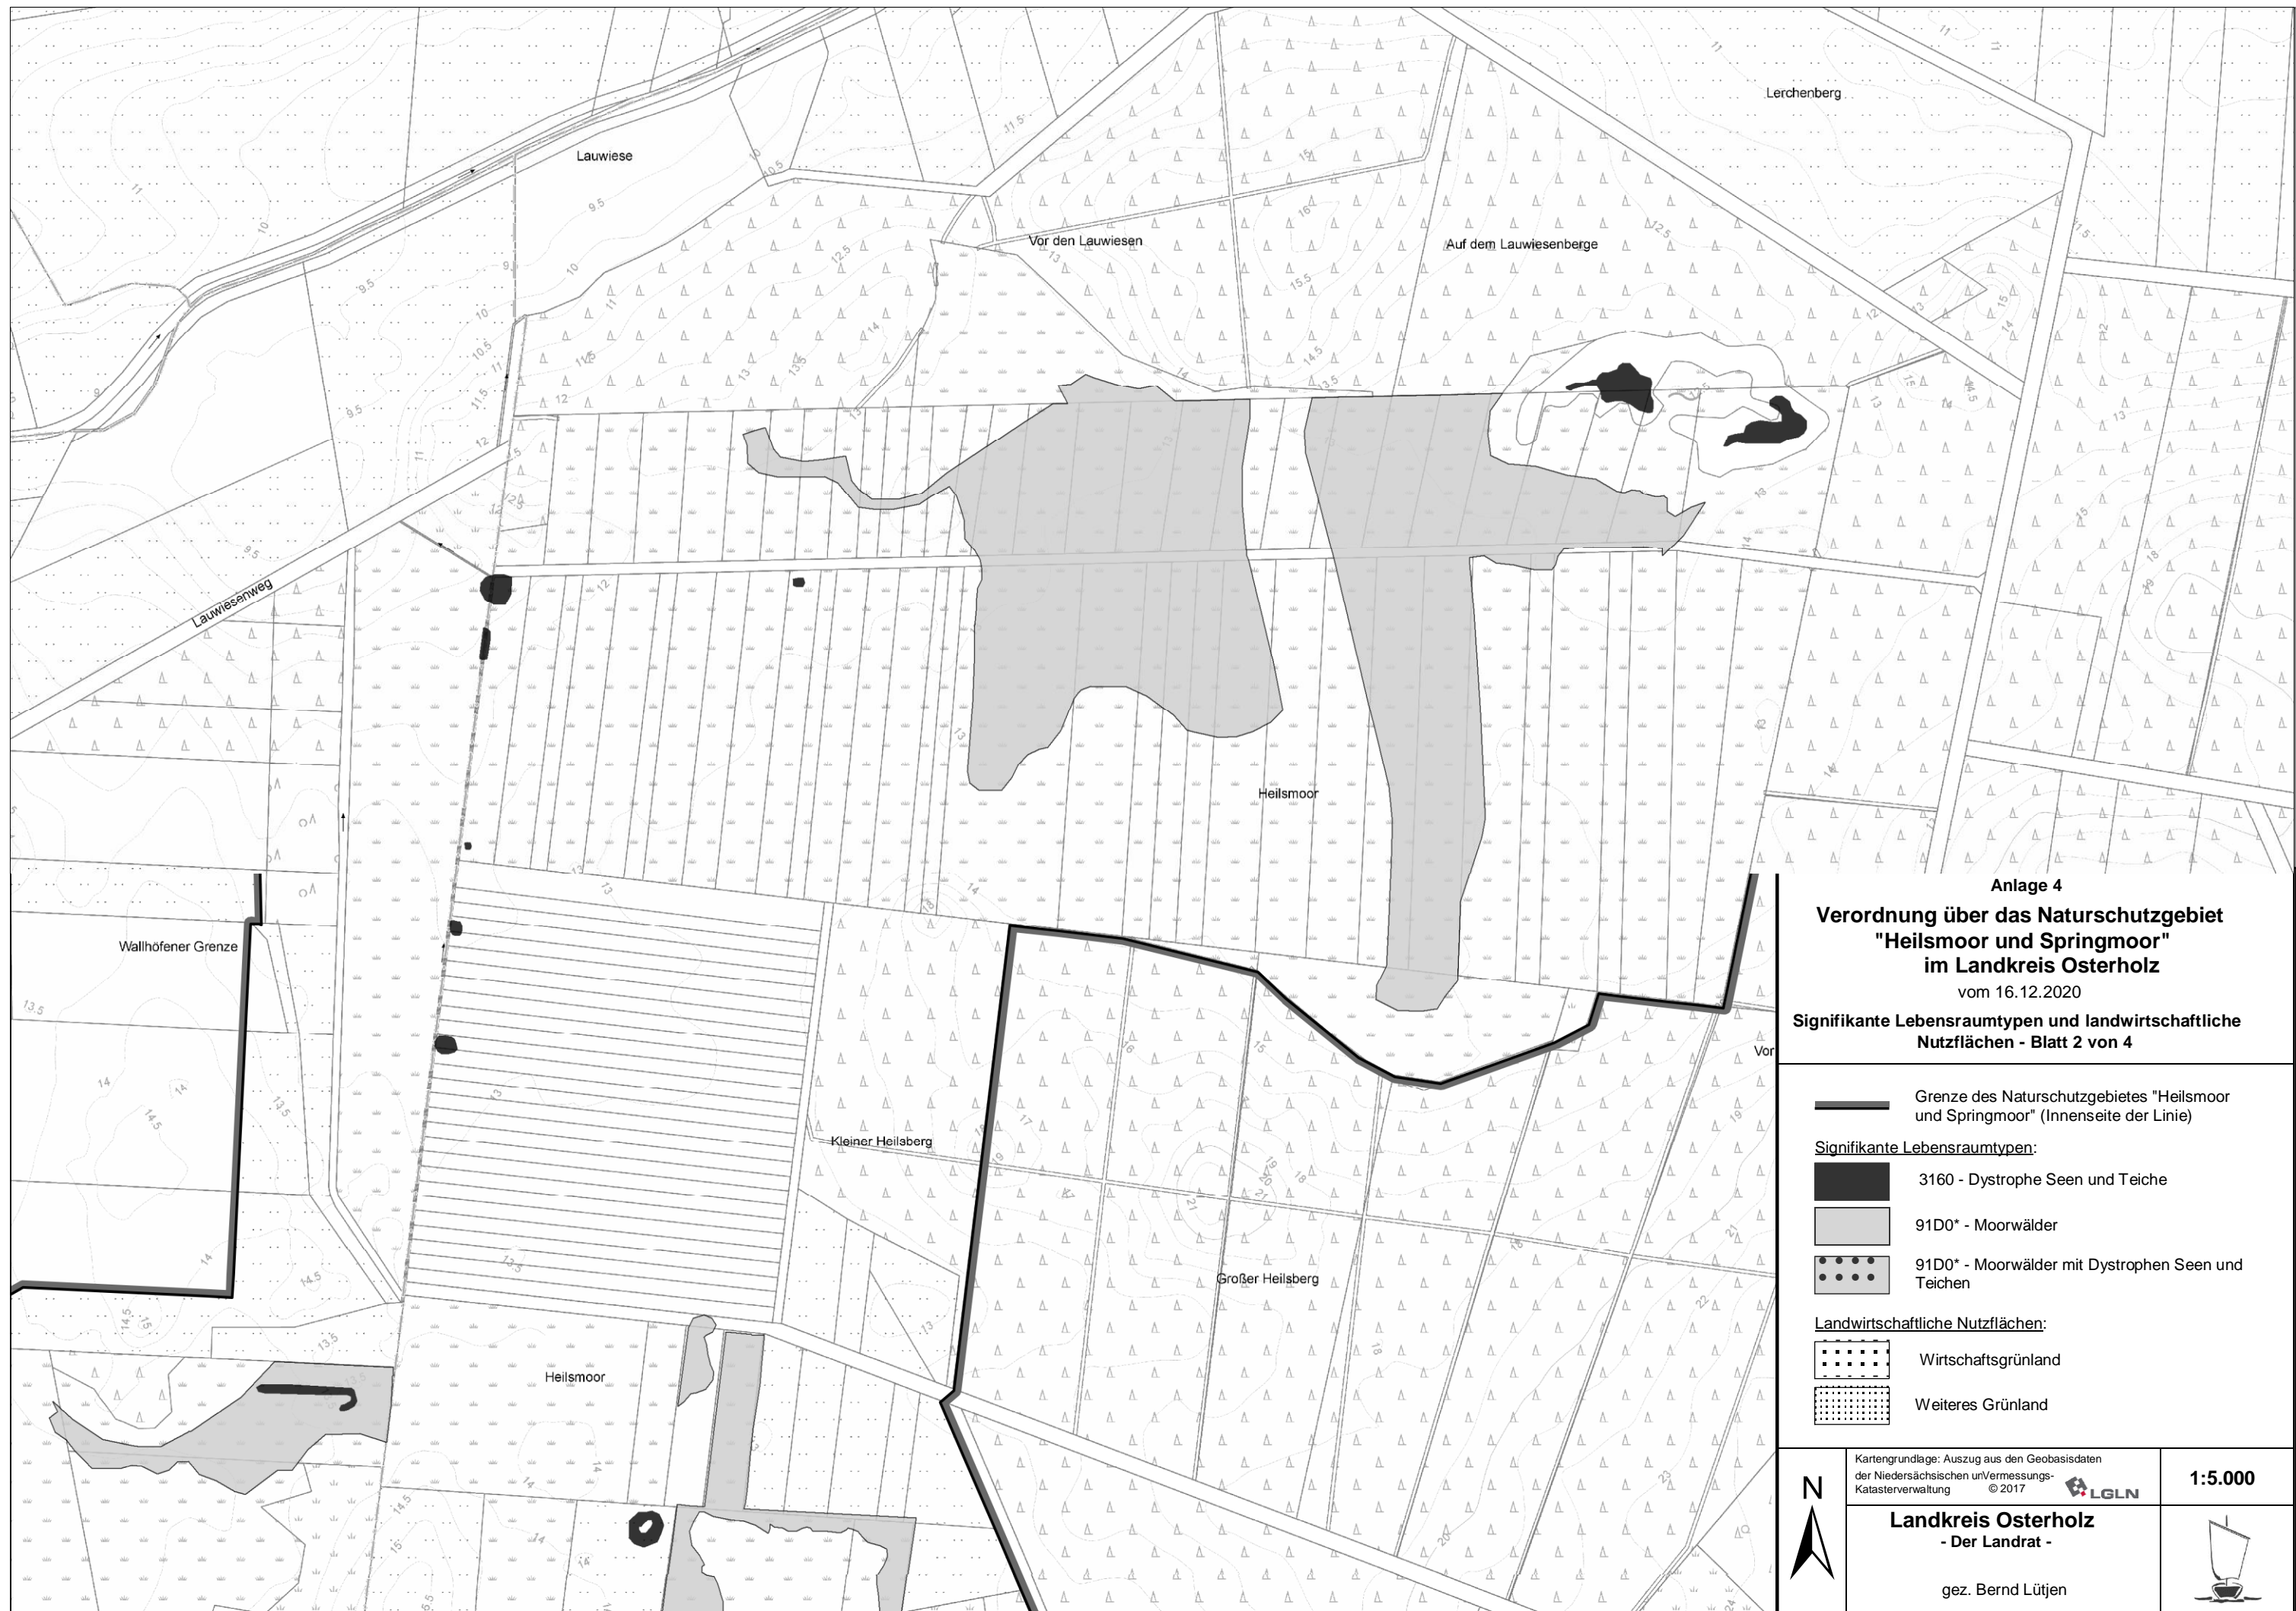 Lerchenberg
Lauwiese
Vor den Lauwiesen
Auf dem Lauwiesenberge
Lauwiesenweg
Heilsmoor
Wallhöfener Grenze
Kleiner Heilsberg
Großer Heilsberg
Heilsmoor
Vor
Anlage 4
Verordnung über das Naturschutzgebiet
"Heilsmoor und Springmoor"
im Landkreis Osterholz
vom 16.12.2020
Signifikante Lebensraumtypen und landwirtschaftliche
Nutzflächen - Blatt 2 von 4
Grenze des Naturschutzgebietes "Heilsmoor
und Springmoor" (Innenseite der Linie)
Signifikante Lebensraumtypen:
3160 - Dystrophe Seen und Teiche
91D0* - Moorwälder
91D0* - Moorwälder mit Dystrophen Seen und
Teichen
Landwirtschaftliche Nutzflächen:
Wirtschaftsgrünland
Weiteres Grünland
N
Kartengrundlage: Auszug aus den Geobasisdaten
der Niedersächsischen unVermessungs-
Katasterverwaltung © 2017
LGLN
1:5.000
Landkreis Osterholz
- Der Landrat -
gez. Bernd Lütjen